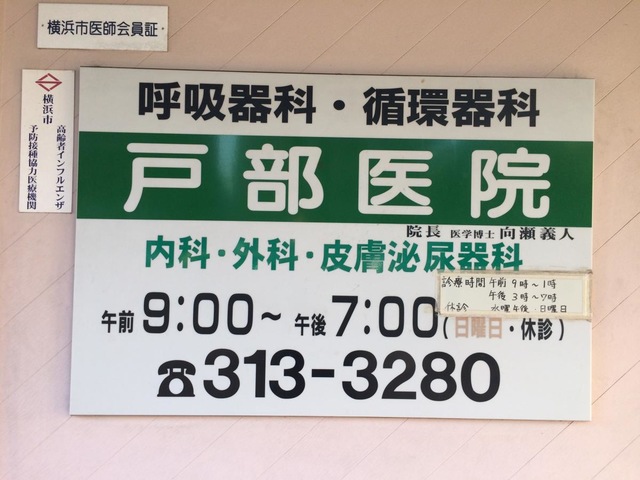 横浜市医師会員証
横浜市
高齢者インフルエンザ
予防接種協力医療機関
呼吸器科・循環器科
戸部医院
院長 医学博士 向瀬義人
内科・外科・皮膚泌尿器科
診療時間 午前 9時〜1時
午後 3時〜7時
休診 水曜午後・日曜日
午前9:00〜午後7:00(日曜日・休診)
☎313-3280